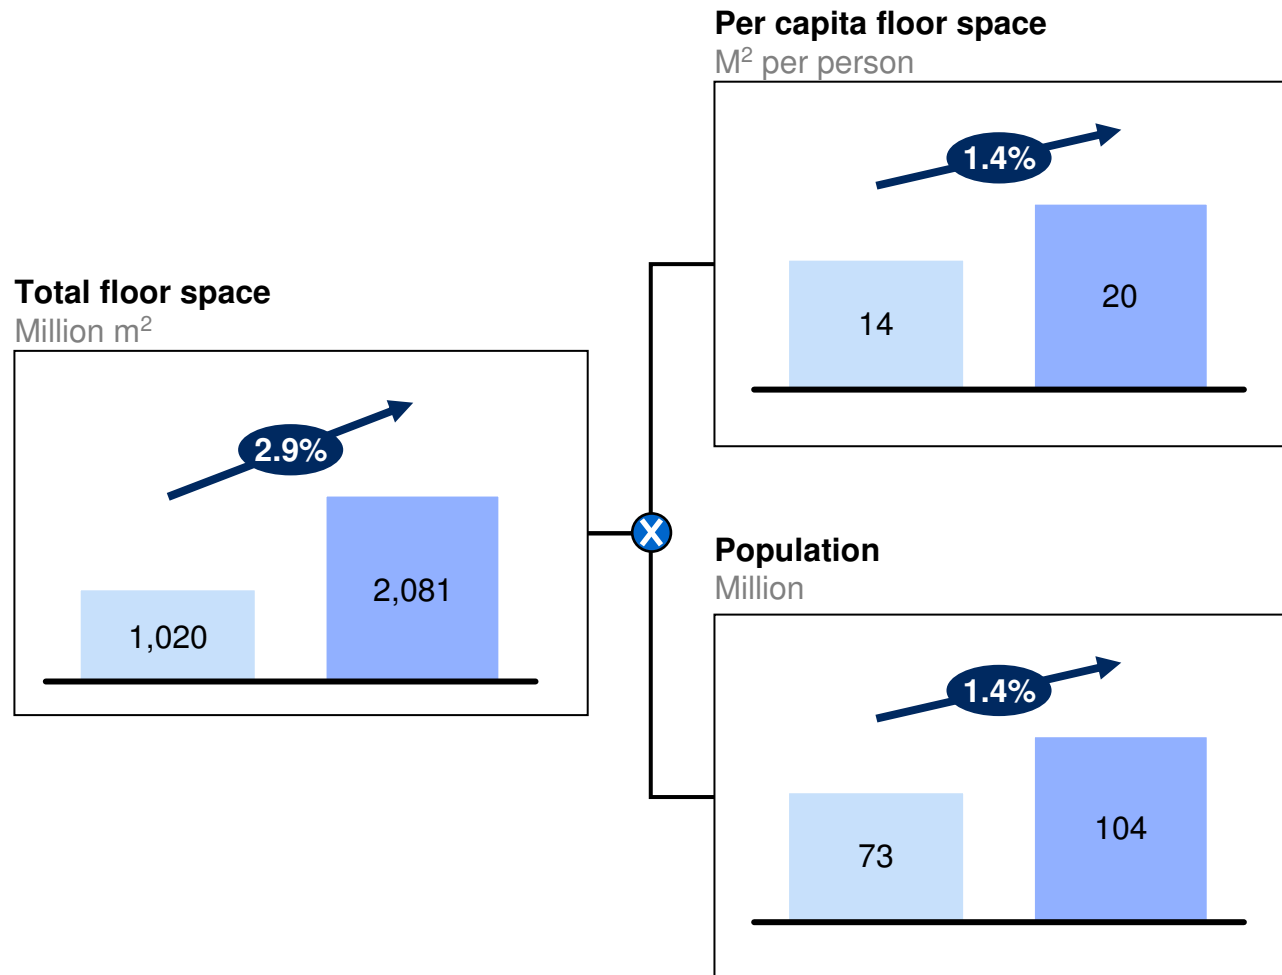 Per capita floor space
M² per person
1.4%
14
20
Total floor space
Million m²
2.9%
1,020
2,081
X
Population
Million
1.4%
73
104